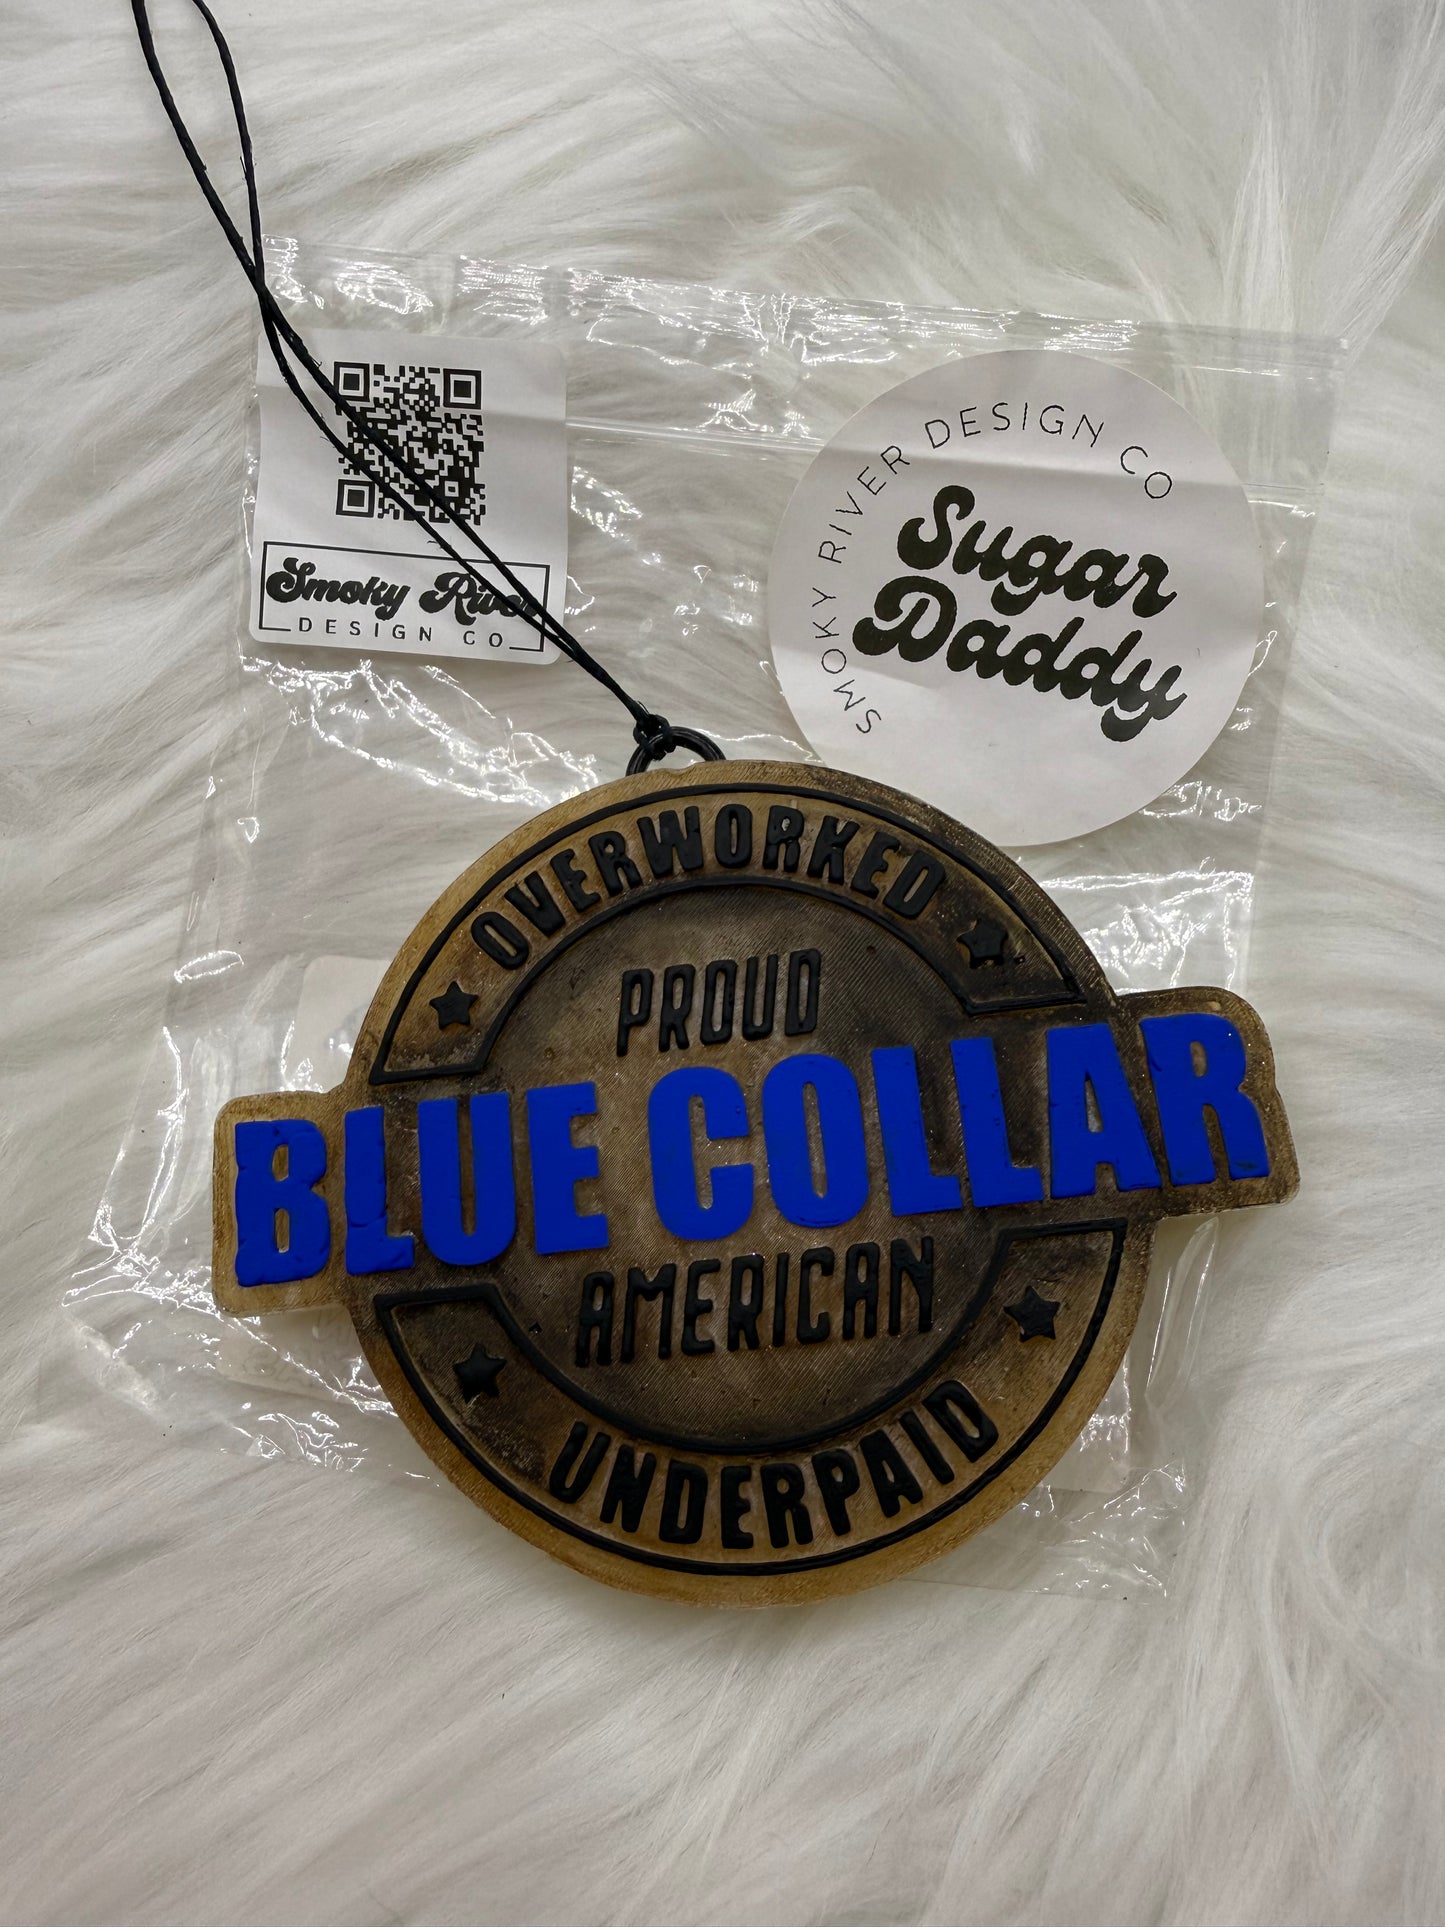 Smoky River
DESIGN CO
SMOKY RIVER DESIGN CO
Sugar
Daddy
OVERWORKED
PROUD
BLUE COLLAR
AMERICAN
UNDERPAID